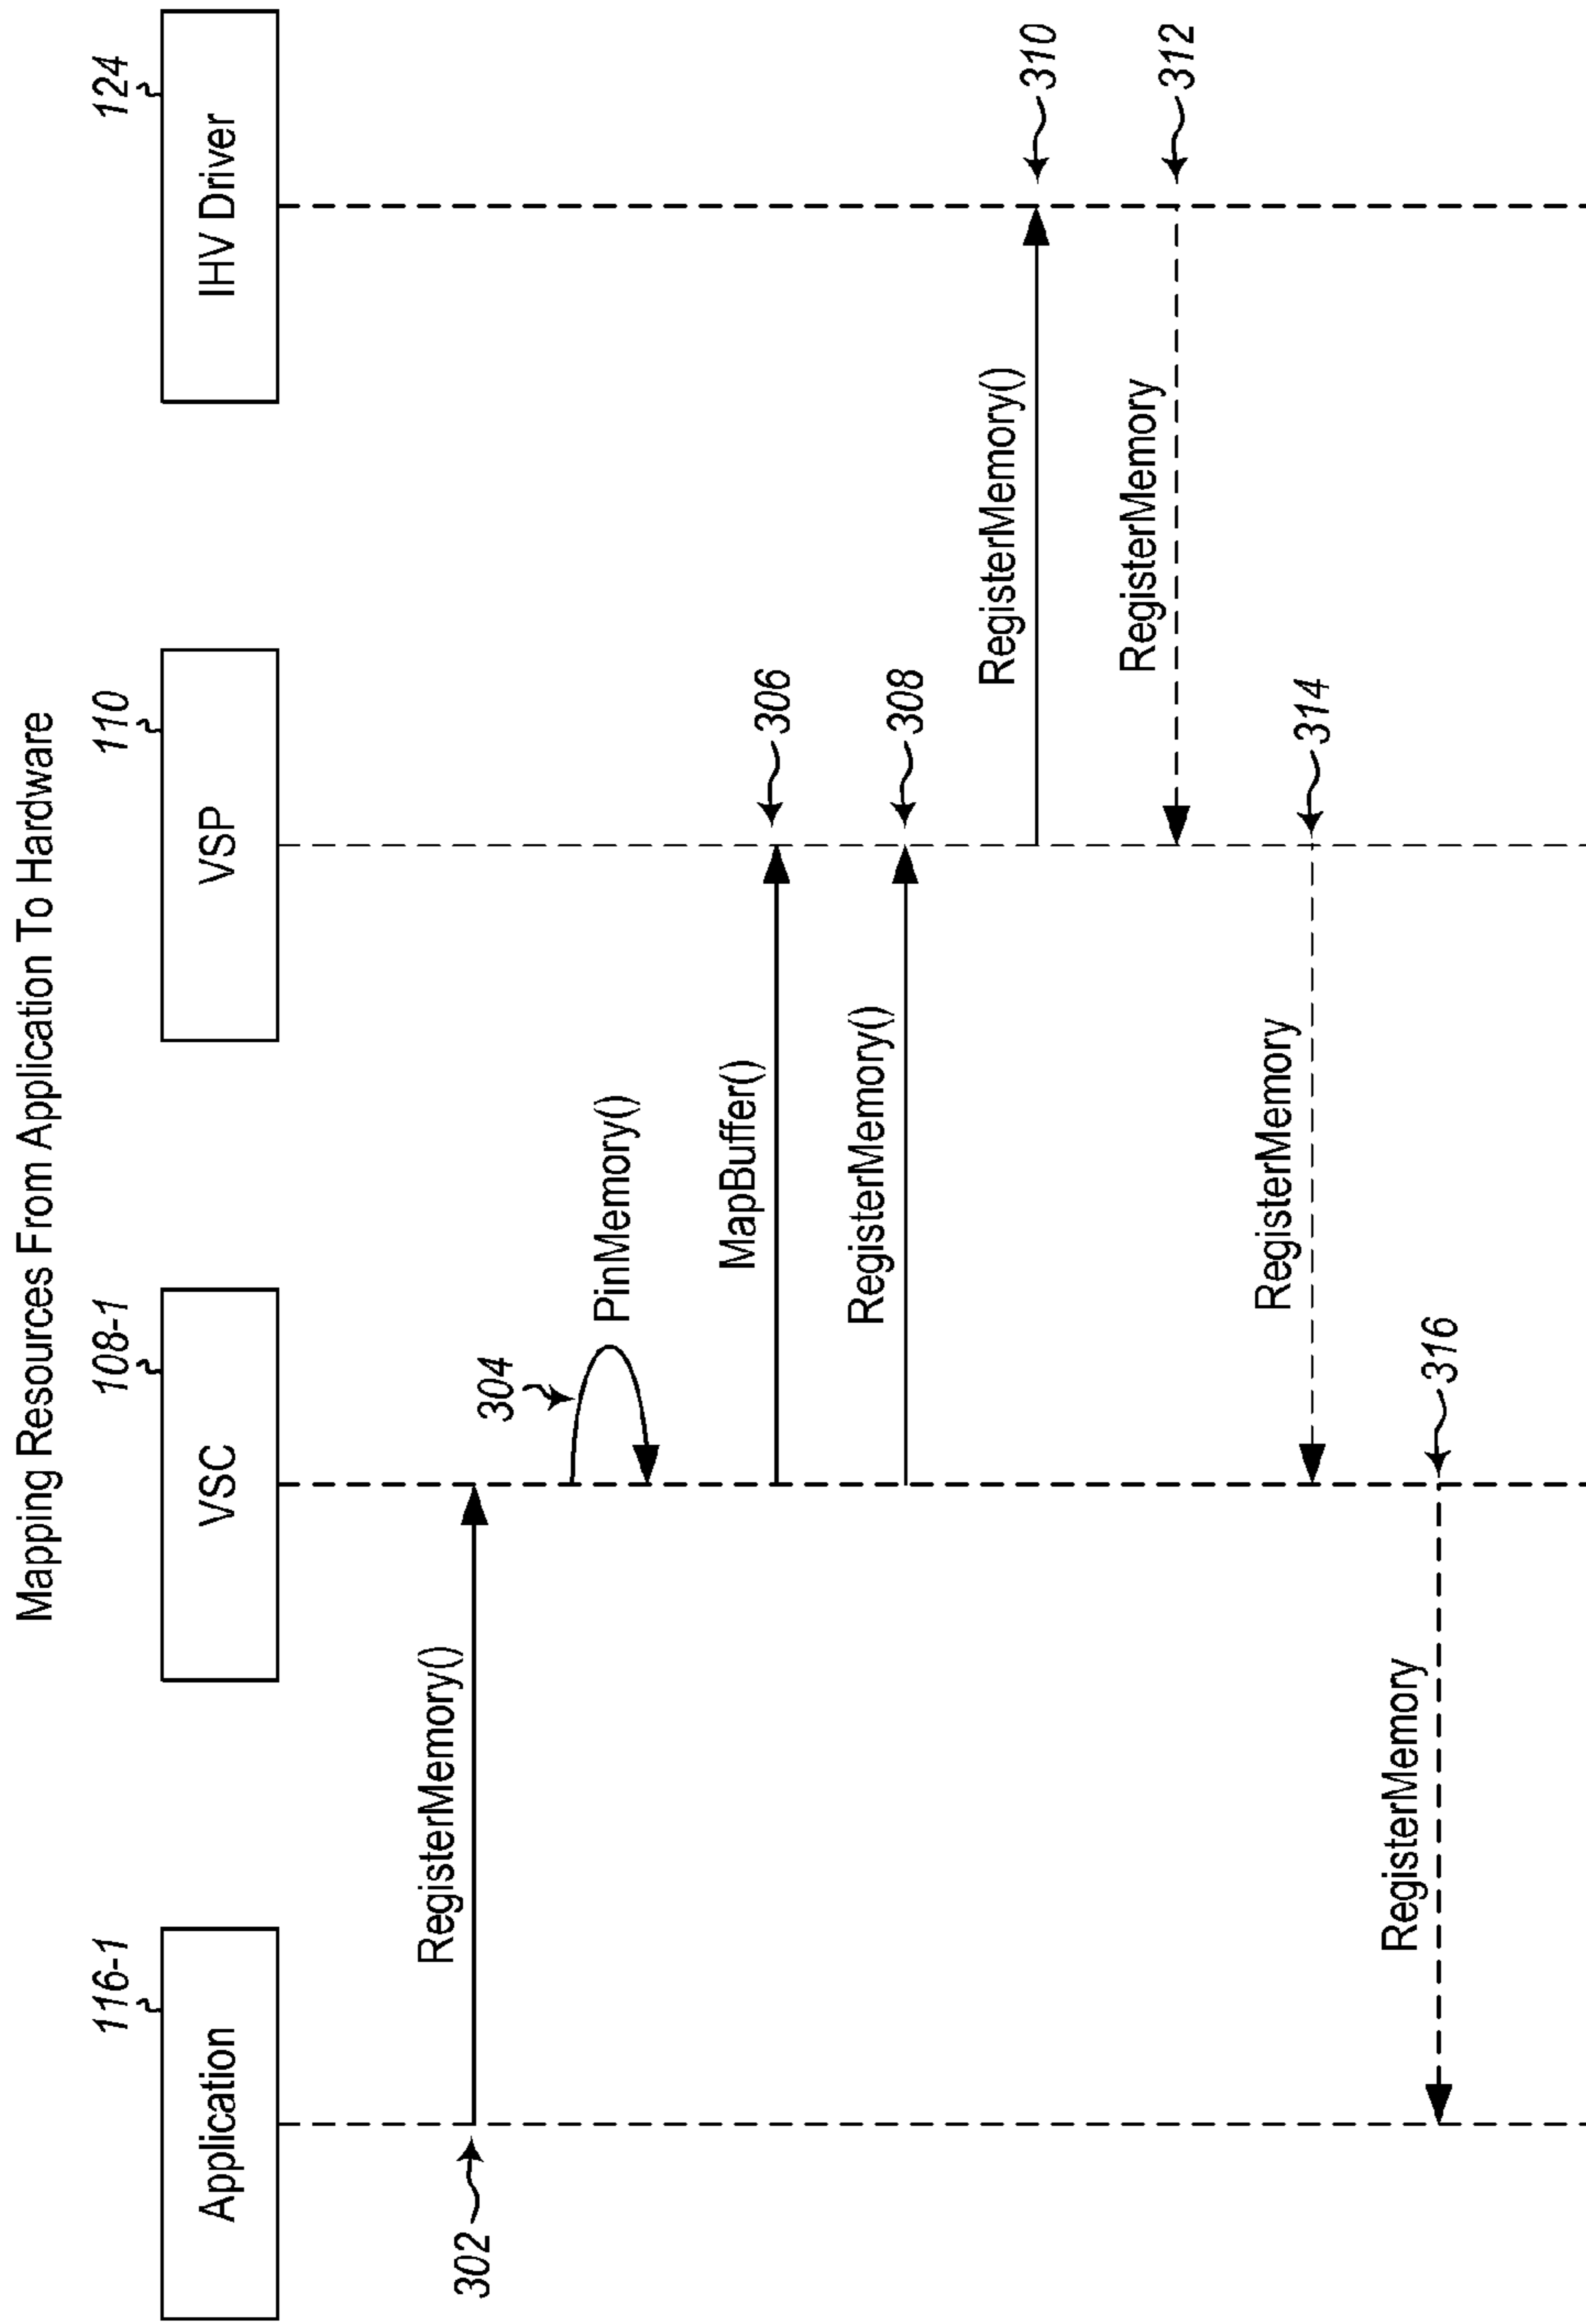 Mapping Resources From Application To Hardware
116-1
108-1
110
124
Application
VSC
VSP
IHV Driver
302
RegisterMemory()
304
PinMemory()
MapBuffer()
306
RegisterMemory()
308
RegisterMemory()
310
RegisterMemory
312
RegisterMemory
314
RegisterMemory
316